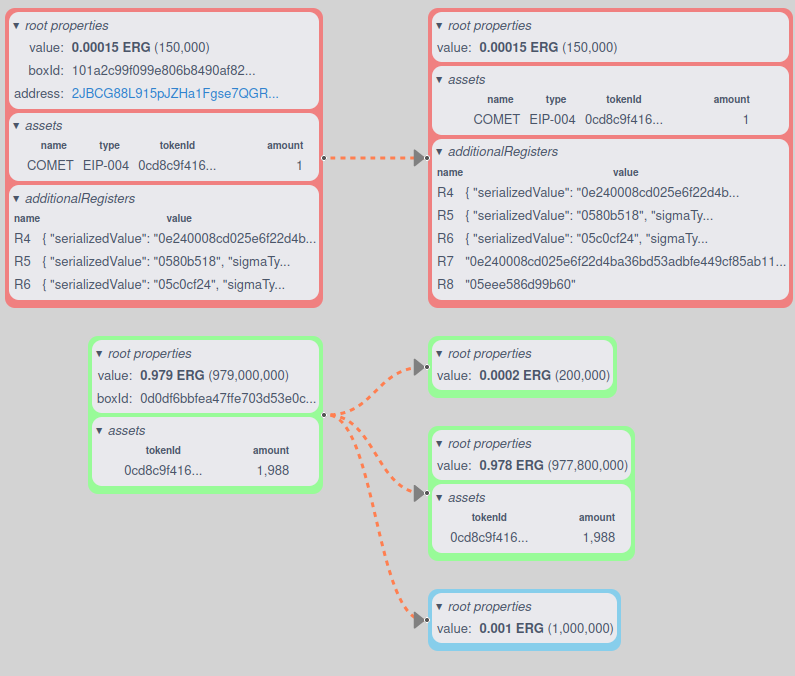 ▼ root properties
value: 0.00015 ERG (150,000)
boxId: 101a2c99f099e806b8490af82...
address: 2JBCG88L915pJZHa1Fgse7QGR...
▼ assets
name type tokenId amount
COMET EIP-004 0cd8c9f416... 1
▼ additionalRegisters
name value
R4 { "serializedValue": "0e240008cd025e6f22d4b...
R5 { "serializedValue": "0580b518", "sigmaTy...
R6 { "serializedValue": "05c0cf24", "sigmaTy...
▼ root properties
value: 0.00015 ERG (150,000)
▼ assets
name type tokenId amount
COMET EIP-004 0cd8c9f416... 1
▼ additionalRegisters
name value
R4 { "serializedValue": "0e240008cd025e6f22d4b...
R5 { "serializedValue": "0580b518", "sigmaTy...
R6 { "serializedValue": "05c0cf24", "sigmaTy...
R7 "0e240008cd025e6f22d4ba36bd53adbfe449cf85ab11...
R8 "05eee586d99b60"
▼ root properties
value: 0.979 ERG (979,000,000)
boxId: 0d0df6bbfea47ffe703d53e0c...
▼ assets
tokenId amount
0cd8c9f416... 1,988
▼ root properties
value: 0.0002 ERG (200,000)
▼ root properties
value: 0.978 ERG (977,800,000)
▼ assets
tokenId amount
0cd8c9f416... 1,988
▼ root properties
value: 0.001 ERG (1,000,000)